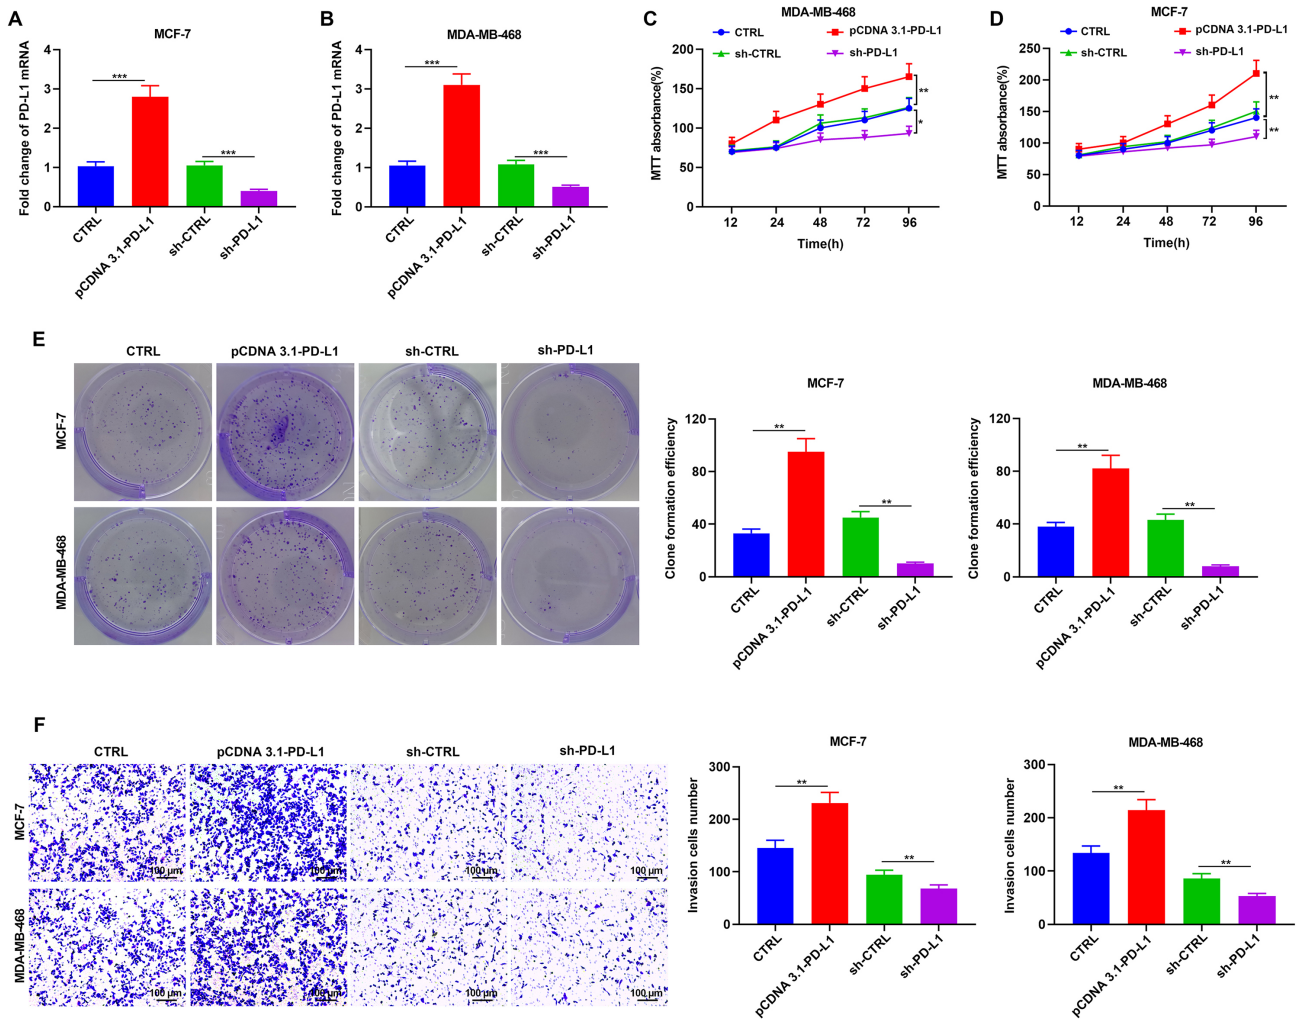 A
MCF-7
Fold change of PD-L1 mRNA
4
3
2
1
0
***
***
CTRL
pCDNA 3.1-PD-L1
sh-CTRL
sh-PD-L1
B
MDA-MB-468
Fold change of PD-L1 mRNA
4
3
2
1
0
***
***
CTRL
pCDNA 3.1-PD-L1
sh-CTRL
sh-PD-L1
C
MDA-MB-468
CTRL
pCDNA 3.1-PD-L1
sh-CTRL
sh-PD-L1
MTT absorbance(%)
200
150
100
50
0
**
*
12 24 48 72 96
Time(h)
D
MCF-7
CTRL
pCDNA 3.1-PD-L1
sh-CTRL
sh-PD-L1
MTT absorbance(%)
250
200
150
100
50
0
**
**
12 24 48 72 96
Time(h)
E
CTRL
pCDNA 3.1-PD-L1
sh-CTRL
sh-PD-L1
MCF-7
MDA-MB-468
MCF-7
Clone formation efficiency
120
80
40
0
**
**
CTRL
pCDNA 3.1-PD-L1
sh-CTRL
sh-PD-L1
MDA-MB-468
Clone formation efficiency
120
80
40
0
**
**
CTRL
pCDNA 3.1-PD-L1
sh-CTRL
sh-PD-L1
F
CTRL
pCDNA 3.1-PD-L1
sh-CTRL
sh-PD-L1
MCF-7
100 μm
100 μm
100 μm
100 μm
MDA-MB-468
100 μm
100 μm
100 μm
100 μm
MCF-7
Invasion cells number
300
200
100
0
**
**
CTRL
pCDNA 3.1-PD-L1
sh-CTRL
sh-PD-L1
MDA-MB-468
Invasion cells number
300
200
100
0
**
**
CTRL
pCDNA 3.1-PD-L1
sh-CTRL
sh-PD-L1